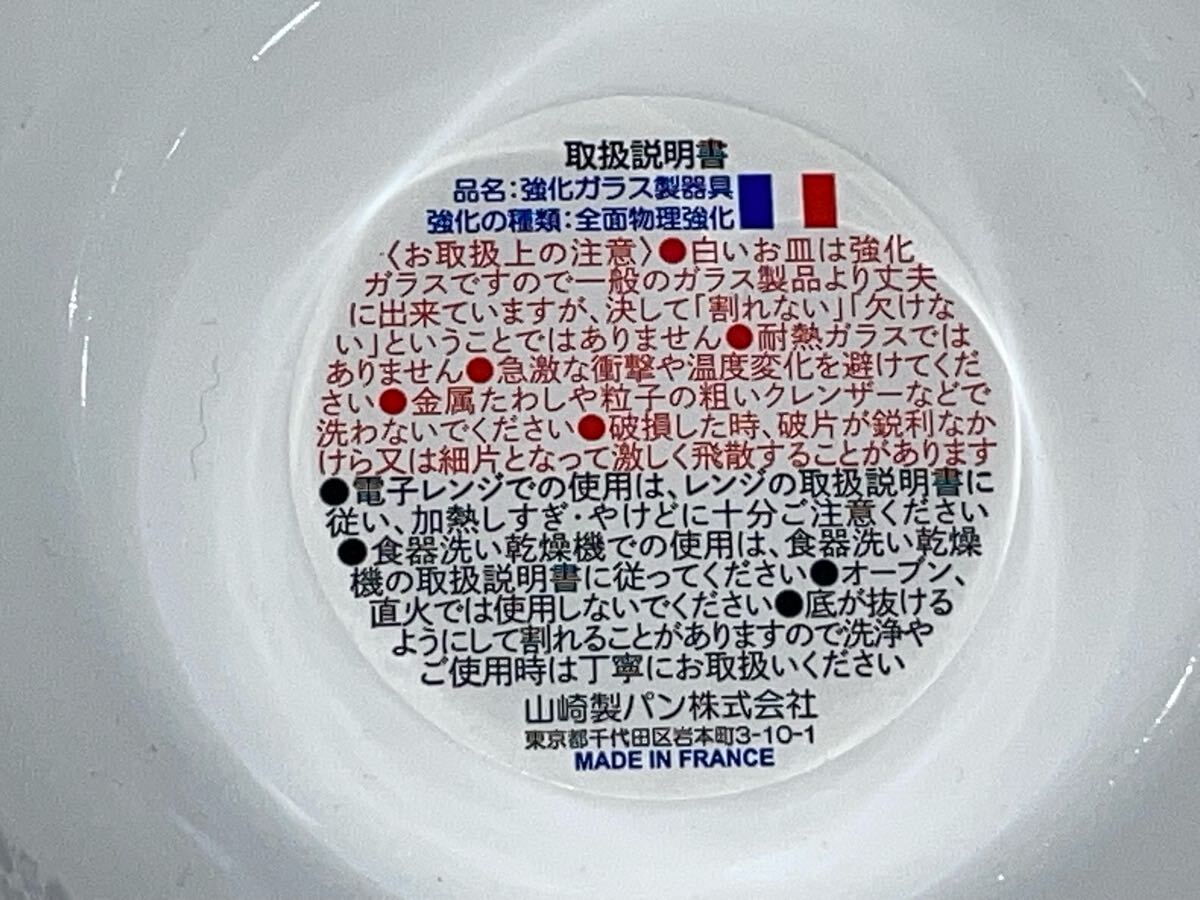 取扱説明書
品名:強化ガラス製器具
強化の種類:全面物理強化
〈お取扱上の注意〉●白いお皿は強化
ガラスですので一般のガラス製品より丈夫
に出来ていますが、決して「割れない」「欠けな
い」ということではありません●耐熱ガラスでは
ありません●急激な衝撃や温度変化を避けてくだ
さい●金属たわしや粒子の粗いクレンザーなどで
洗わないでください●破損した時、破片が鋭利なか
けら又は細片となって激しく飛散することがあります
●電子レンジでの使用は、レンジの取扱説明書に
従い、加熱しすぎ・やけどに十分ご注意ください
●食器洗い乾燥機での使用は、食器洗い乾燥
機の取扱説明書に従ってください●オーブン、
直火では使用しないでください●底が抜ける
ようにして割れることがありますので洗浄や
ご使用時は丁寧にお取扱いください
山崎製パン株式会社
東京都千代田区岩本町3-10-1
MADE IN FRANCE